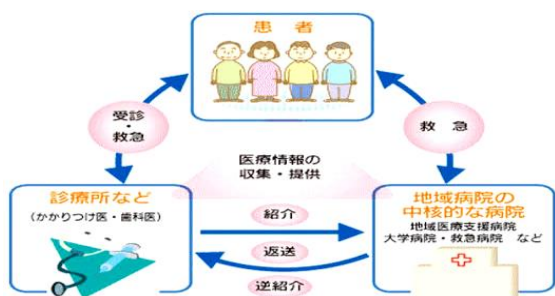 患者
受診
・
救急
救急
医療情報の
収集・提供
診療所など
(かかりつけ医・歯科医)
地域病院の
中核的な病院
地域医療支援病院
大学病院・救急病院 など
紹介
返送
逆紹介